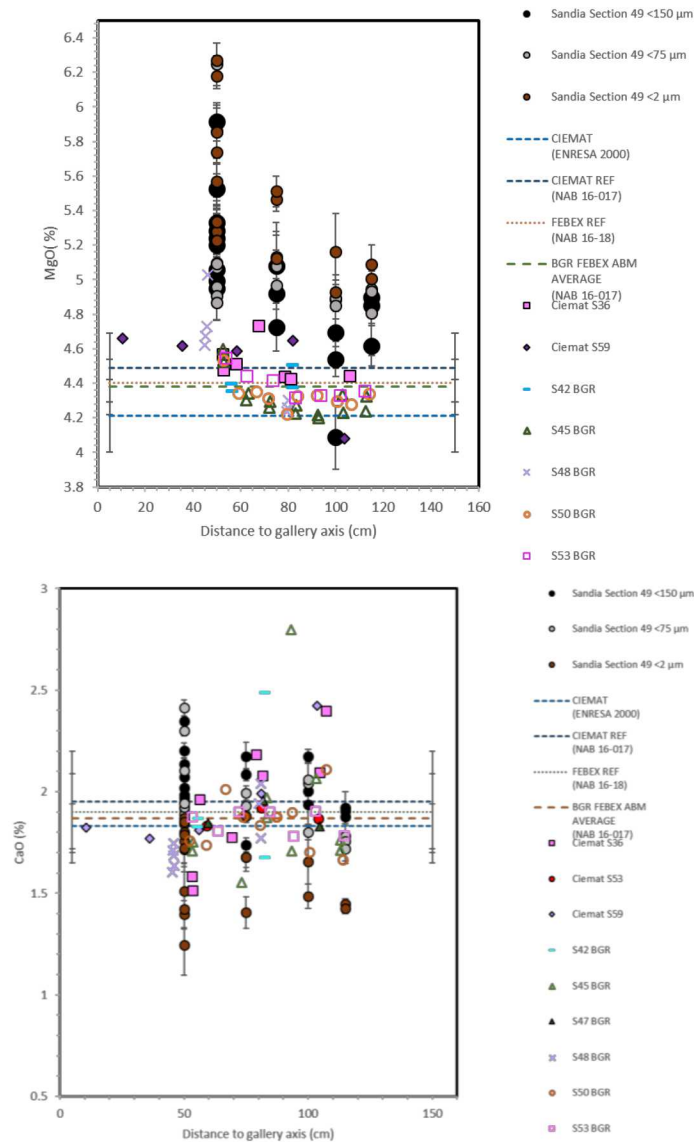 6.4
6.2
6
5.8
5.6
5.4
5.2
5
4.8
4.6
4.4
4.2
4
3.8
MgO( %)
0 20 40 60 80 100 120 140 160
Distance to gallery axis (cm)
Sandia Section 49 <150 μm
Sandia Section 49 <75 μm
Sandia Section 49 <2 μm
CIEMAT
(ENRESA 2000)
CIEMAT REF
(NAB 16-017)
FEBEX REF
(NAB 16-18)
BGR FEBEX ABM
AVERAGE
(NAB 16-017)
Ciemat S36
Ciemat S59
S42 BGR
S45 BGR
S48 BGR
S50 BGR
S53 BGR
3
2.5
2
1.5
1
0.5
CaO (%)
0 50 100 150
Distance to gallery axis (cm)
Sandia Section 49 <150 μm
Sandia Section 49 <75 μm
Sandia Section 49 <2 μm
CIEMAT
(ENRESA 2000)
CIEMAT REF
(NAB 16-017)
FEBEX REF
(NAB 16-18)
BGR FEBEX ABM
AVERAGE
(NAB 16-017)
Ciemat S36
Ciemat S53
Ciemat S59
S42 BGR
S45 BGR
S47 BGR
S48 BGR
S50 BGR
S53 BGR